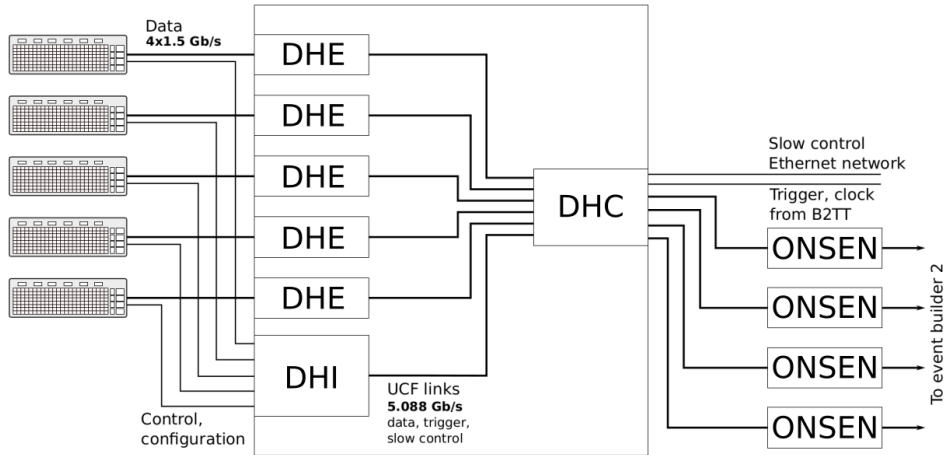 Data
4x1.5 Gb/s
DHE
DHE
DHE
DHE
DHE
DHI
DHC
Control,
configuration
UCF links
5.088 Gb/s
data, trigger,
slow control
Slow control
Ethernet network
Trigger, clock
from B2TT
ONSEN
ONSEN
ONSEN
ONSEN
To event builder 2